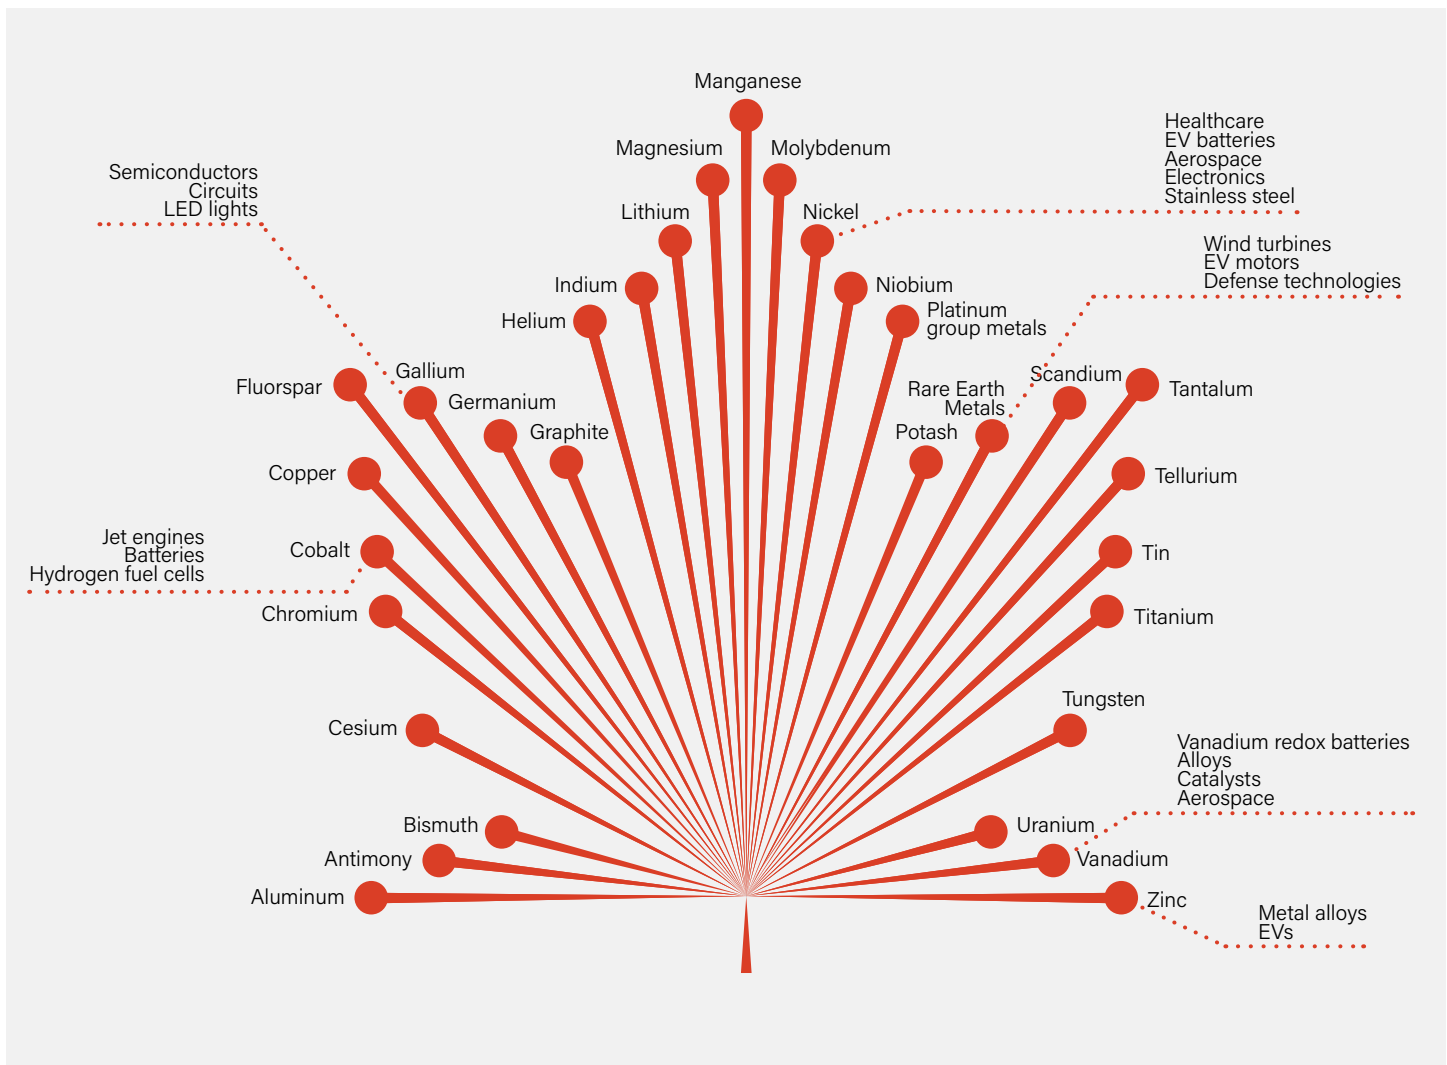 Manganese
Magnesium
Molybdenum
Healthcare
EV batteries
Aerospace
Electronics
Stainless steel
Semiconductors
Circuits
LED lights
Lithium
Nickel
Wind turbines
EV motors
Defense technologies
Indium
Niobium
Helium
Platinum
group metals
Fluorspar
Gallium
Germanium
Graphite
Rare Earth
Metals
Potash
Scandium
Tantalum
Copper
Tellurium
Jet engines
Batteries
Hydrogen fuel cells
Cobalt
Tin
Chromium
Titanium
Cesium
Tungsten
Vanadium redox batteries
Alloys
Catalysts
Aerospace
Bismuth
Uranium
Antimony
Vanadium
Aluminum
Zinc
Metal alloys
EVs